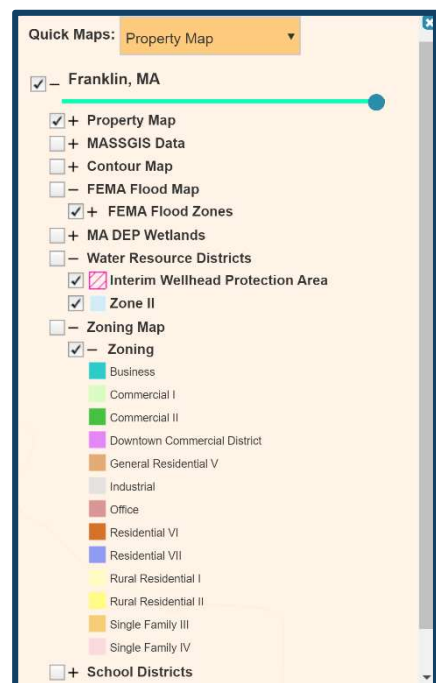 Quick Maps: Property Map
Franklin, MA
Property Map
MASSGIS Data
Contour Map
FEMA Flood Map
FEMA Flood Zones
MA DEP Wetlands
Water Resource Districts
Interim Wellhead Protection Area
Zone II
Zoning Map
Zoning
Business
Commercial I
Commercial II
Downtown Commercial District
General Residential V
Industrial
Office
Residential VI
Residential VII
Rural Residential I
Rural Residential II
Single Family III
Single Family IV
School Districts